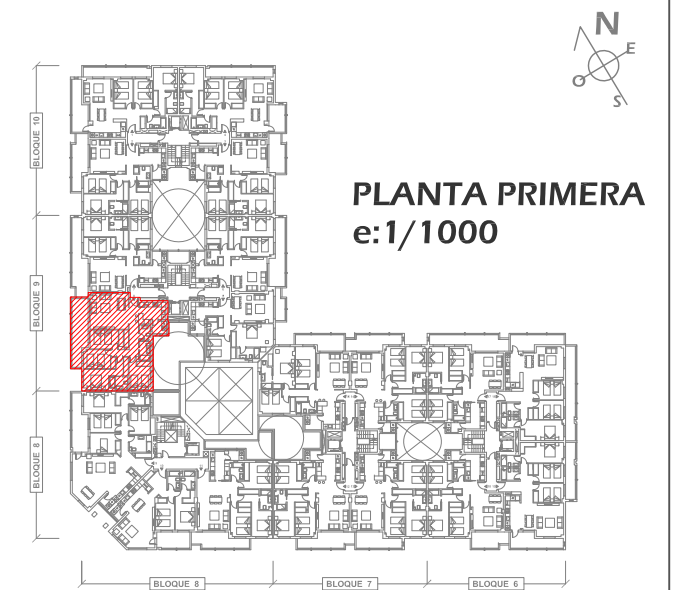 N
E
O
S
BLOQUE 10
PLANTA PRIMERA
e:1/1000
BLOQUE 9
BLOQUE 8
BLOQUE 8
BLOQUE 7
BLOQUE 6